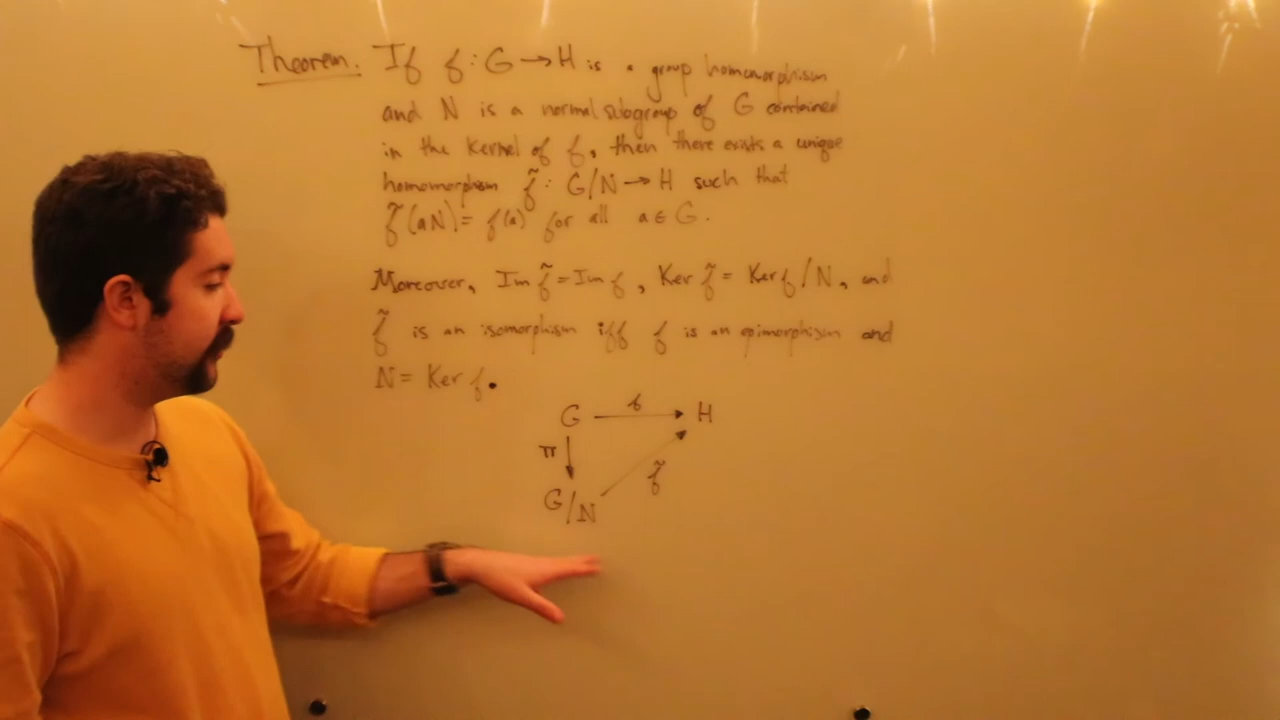 Theorem. If f : G → H is a group homomorphism
and N is a normal subgroup of G contained
in the kernel of f, then there exists a unique
homomorphism f̃ : G/N → H such that
f̃(aN) = f(a) for all a ∈ G.
Moreover, Im f̃ = Im f, Ker f̃ = Ker f/N, and
f̃ is an isomorphism iff f is an epimorphism and
N = Ker f.
G f H
π f̃
G/N